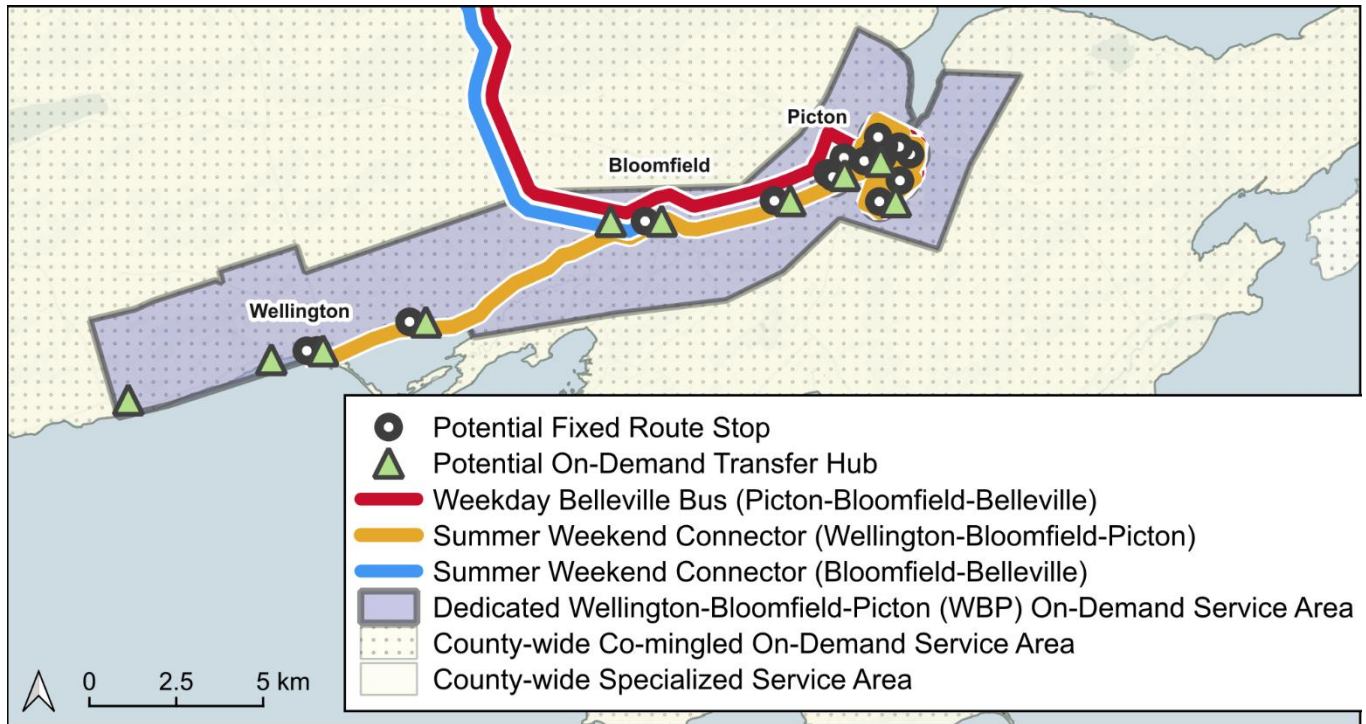 Picton
Bloomfield
Wellington
Potential Fixed Route Stop
Potential On-Demand Transfer Hub
Weekday Belleville Bus (Picton-Bloomfield-Belleville)
Summer Weekend Connector (Wellington-Bloomfield-Picton)
Summer Weekend Connector (Bloomfield-Belleville)
Dedicated Wellington-Bloomfield-Picton (WBP) On-Demand Service Area
County-wide Co-mingled On-Demand Service Area
County-wide Specialized Service Area
0 2.5 5 km